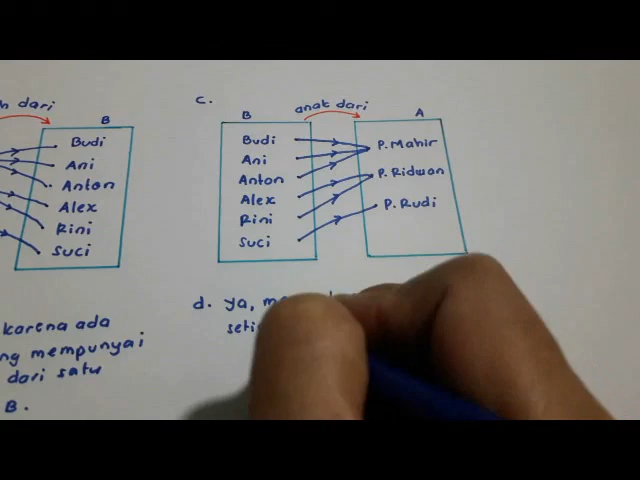 dari
B
Budi
Ani
Anton
Alex
Rini
Suci
karena ada
mempunyai
dari satu
B.
c.
anak dari
B
A
Budi
Ani
Anton
Alex
Rini
Suci
P. Mahir
P. Ridwan
P. Rudi
d. ya,